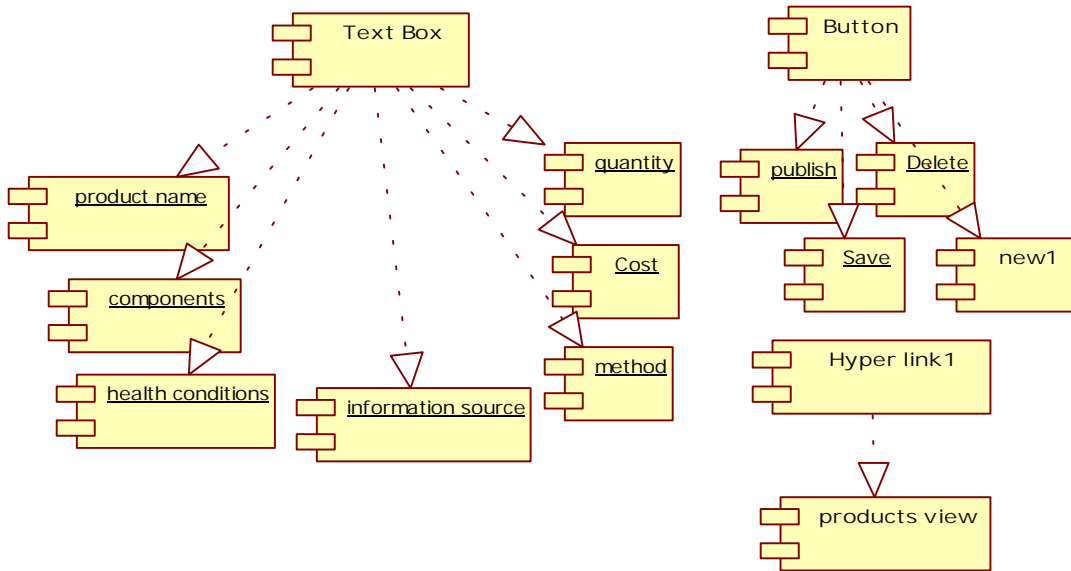 Text Box
Button
quantity
publish
Delete
product name
Cost
Save
new1
components
Hyper link1
method
health conditions
information source
products view